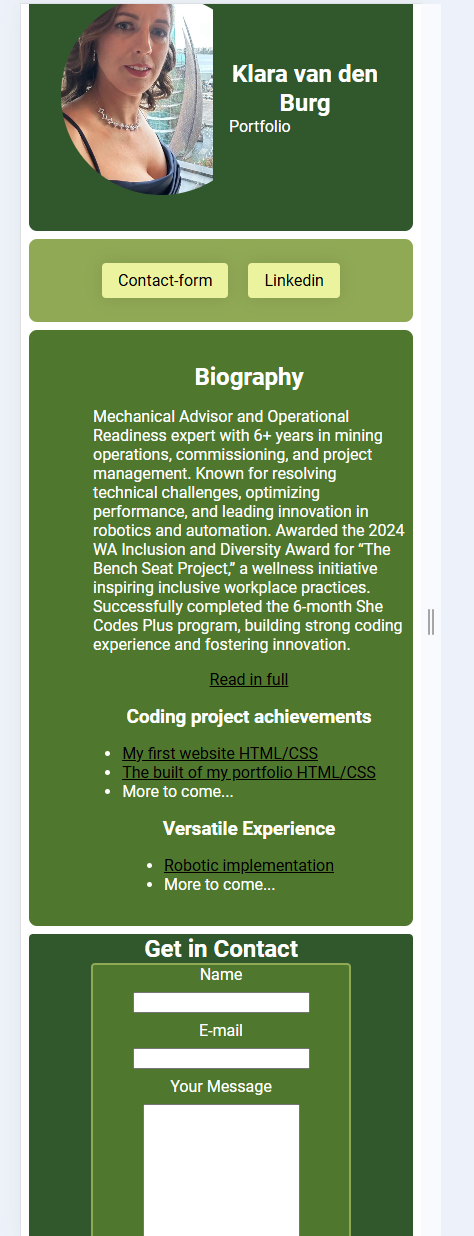 Klara van den
Burg
Portfolio
Contact-form
Linkedin
Biography
Mechanical Advisor and Operational
Readiness expert with 6+ years in mining
operations, commissioning, and project
management. Known for resolving
technical challenges, optimizing
performance, and leading innovation in
robotics and automation. Awarded the 2024
WA Inclusion and Diversity Award for “The
Bench Seat Project,” a wellness initiative
inspiring inclusive workplace practices.
Successfully completed the 6-month She
Codes Plus program, building strong coding
experience and fostering innovation.
Read in full
Coding project achievements
My first website HTML/CSS
The built of my portfolio HTML/CSS
More to come...
Versatile Experience
Robotic implementation
More to come...
Get in Contact
Name
E-mail
Your Message